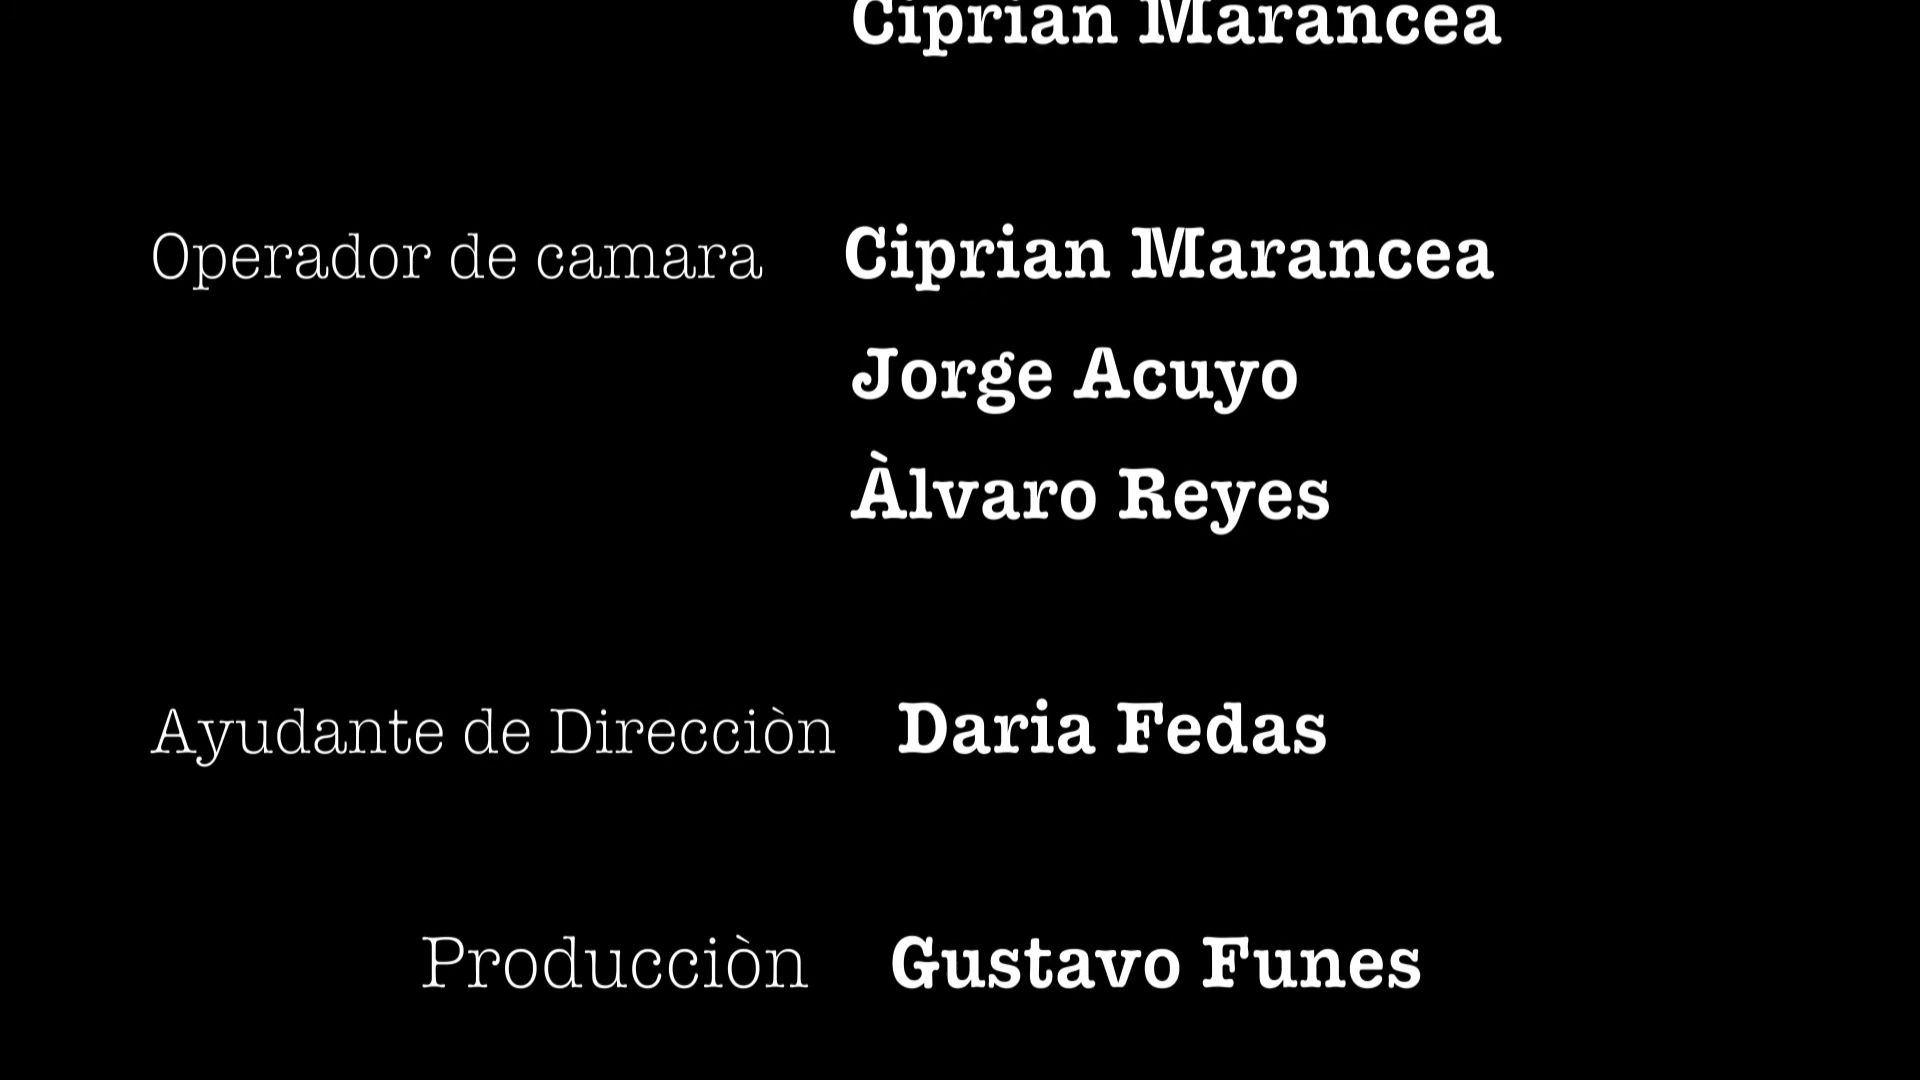 Ciprian Marancea
Operador de camara Ciprian Marancea
Jorge Acuyo
Àlvaro Reyes
Ayudante de Direcciòn Daria Fedas
Producciòn Gustavo Funes